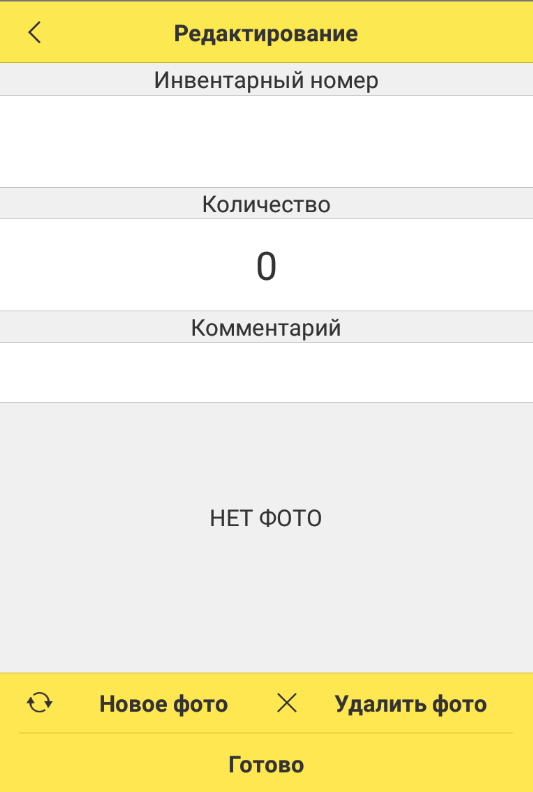 Редактирование
Инвентарный номер
Количество
0
Комментарий
НЕТ ФОТО
Новое фото
Удалить фото
Готово